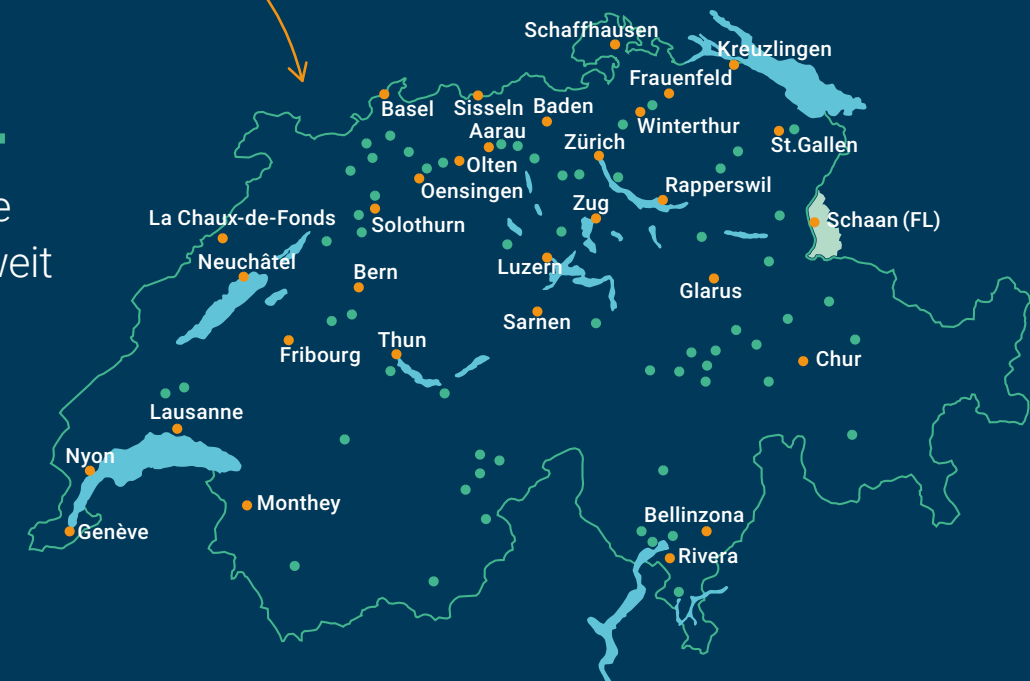 Schaffhausen
Kreuzlingen
Frauenfeld
Basel
Sisseln
Baden
Winterthur
Aarau
Zürich
St.Gallen
Olten
Oensingen
Rapperswil
Zug
La Chaux-de-Fonds
Solothurn
Schaan (FL)
Neuchâtel
Bern
Luzern
Glarus
Sarnen
Thun
Fribourg
Chur
Lausanne
Nyon
Monthey
Bellinzona
Genève
Rivera